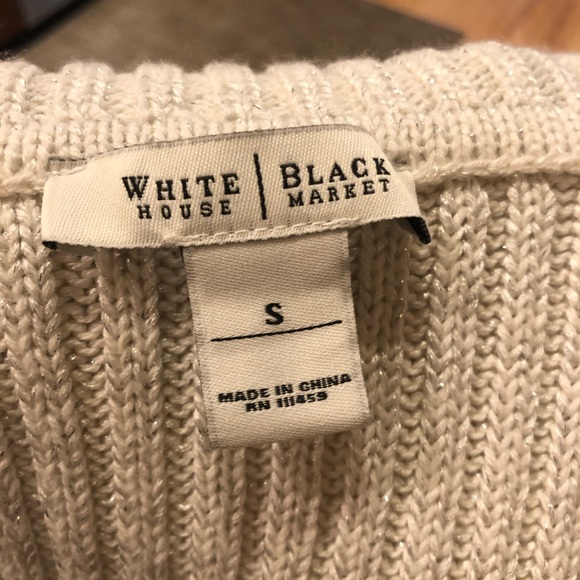 WHITE | BLACK
HOUSE | MARKET
S
MADE IN CHINA
RN 111459